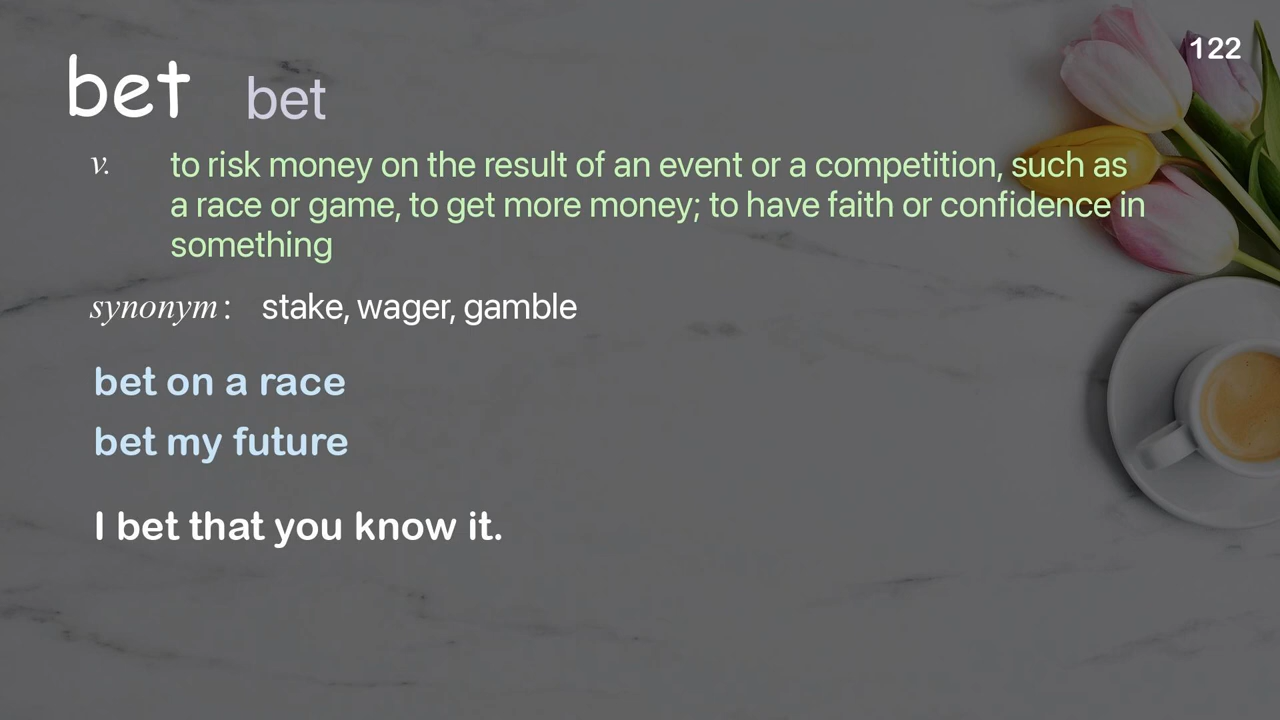 122
bet bet
v. to risk money on the result of an event or a competition, such as
a race or game, to get more money; to have faith or confidence in
something
synonym: stake, wager, gamble
bet on a race
bet my future
I bet that you know it.